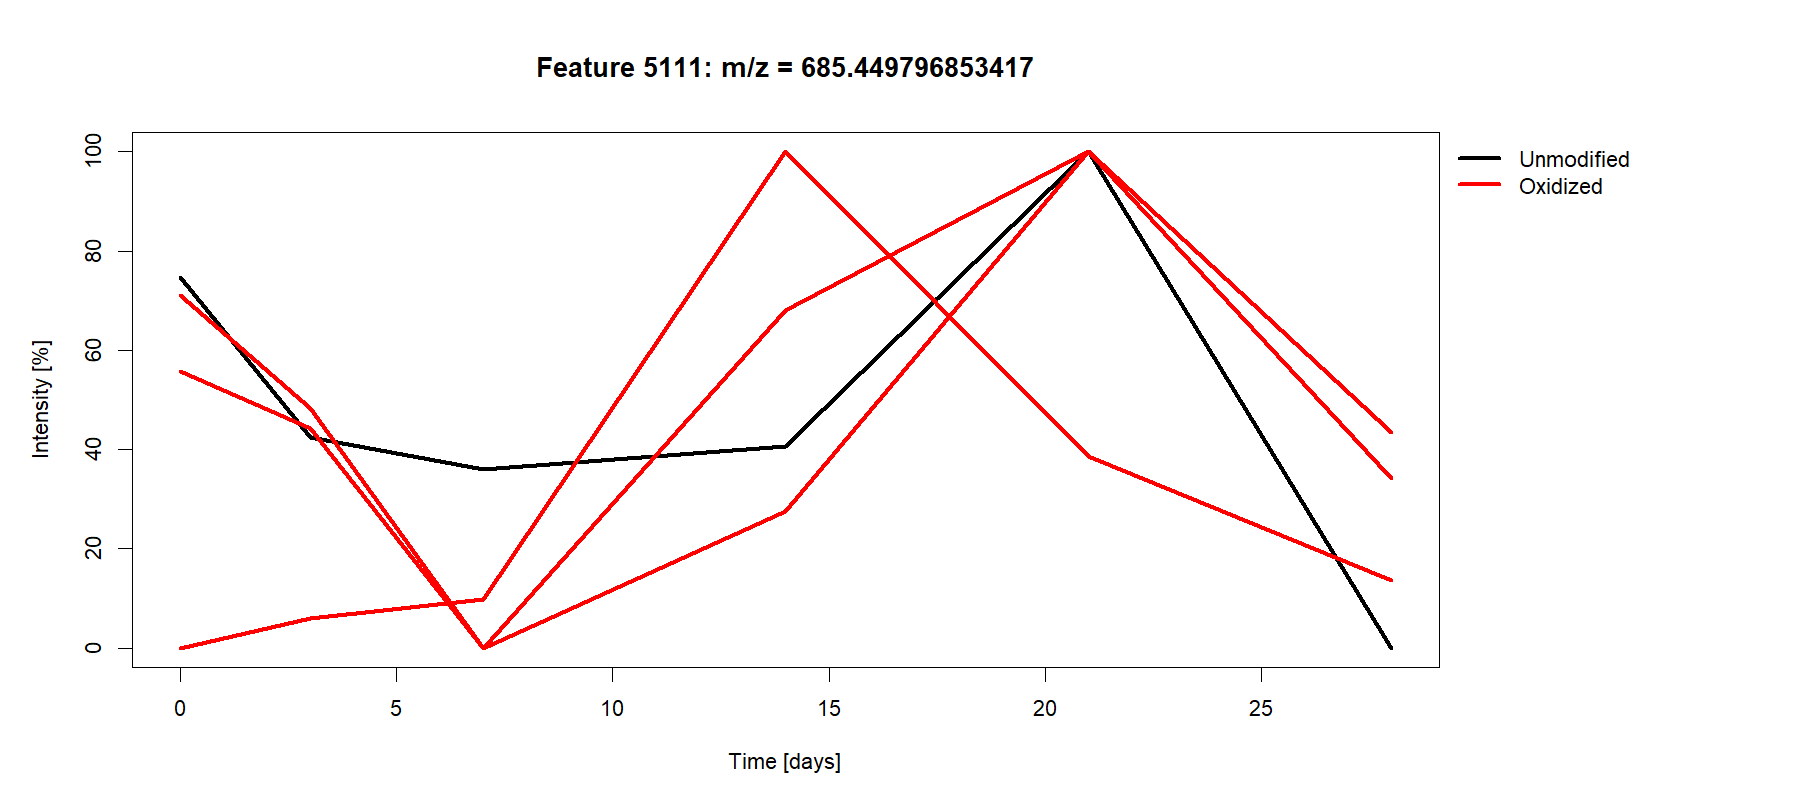 Feature 5111: m/z = 685.449796853417
Unmodified
Oxidized
Intensity [%]
100
80
60
40
20
0
0 5 10 15 20 25
Time [days]